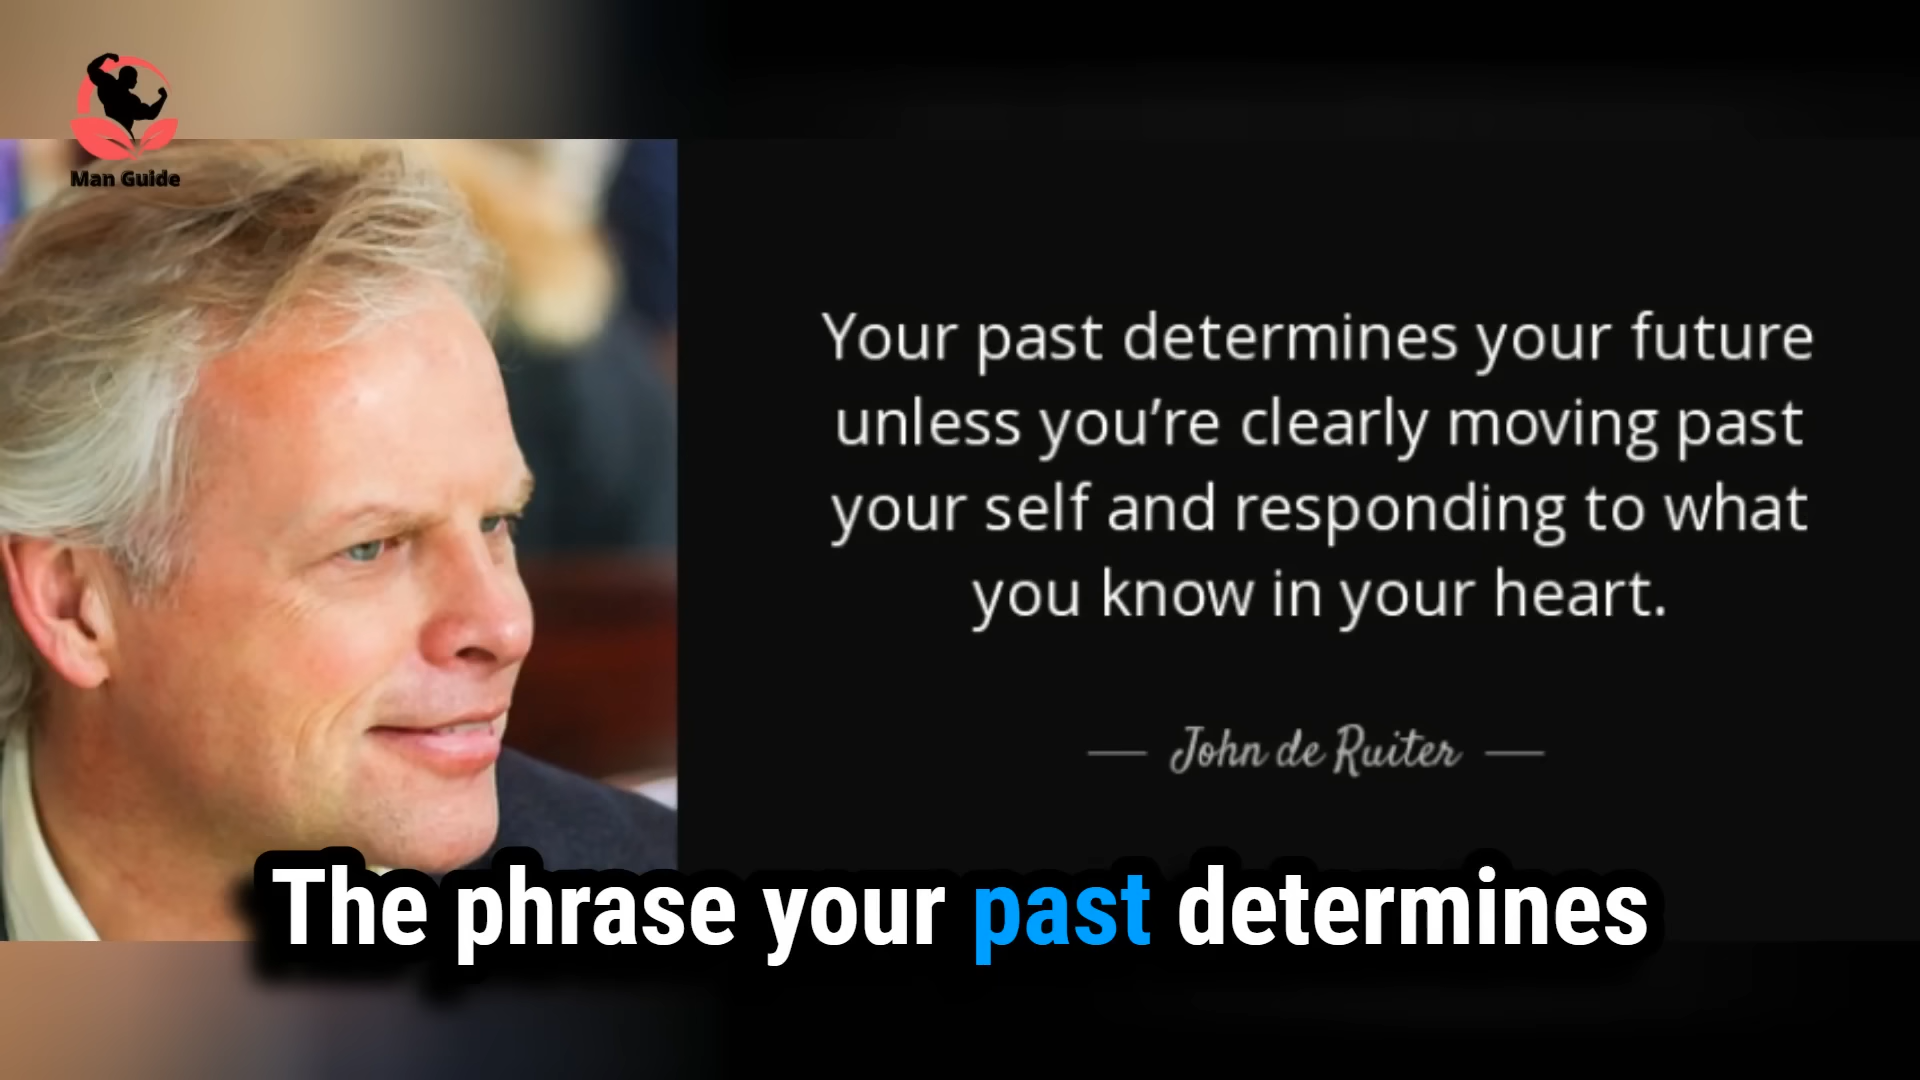 Man Guide
Your past determines your future
unless you’re clearly moving past
your self and responding to what
you know in your heart.
— John de Ruiter —
The phrase your past determines